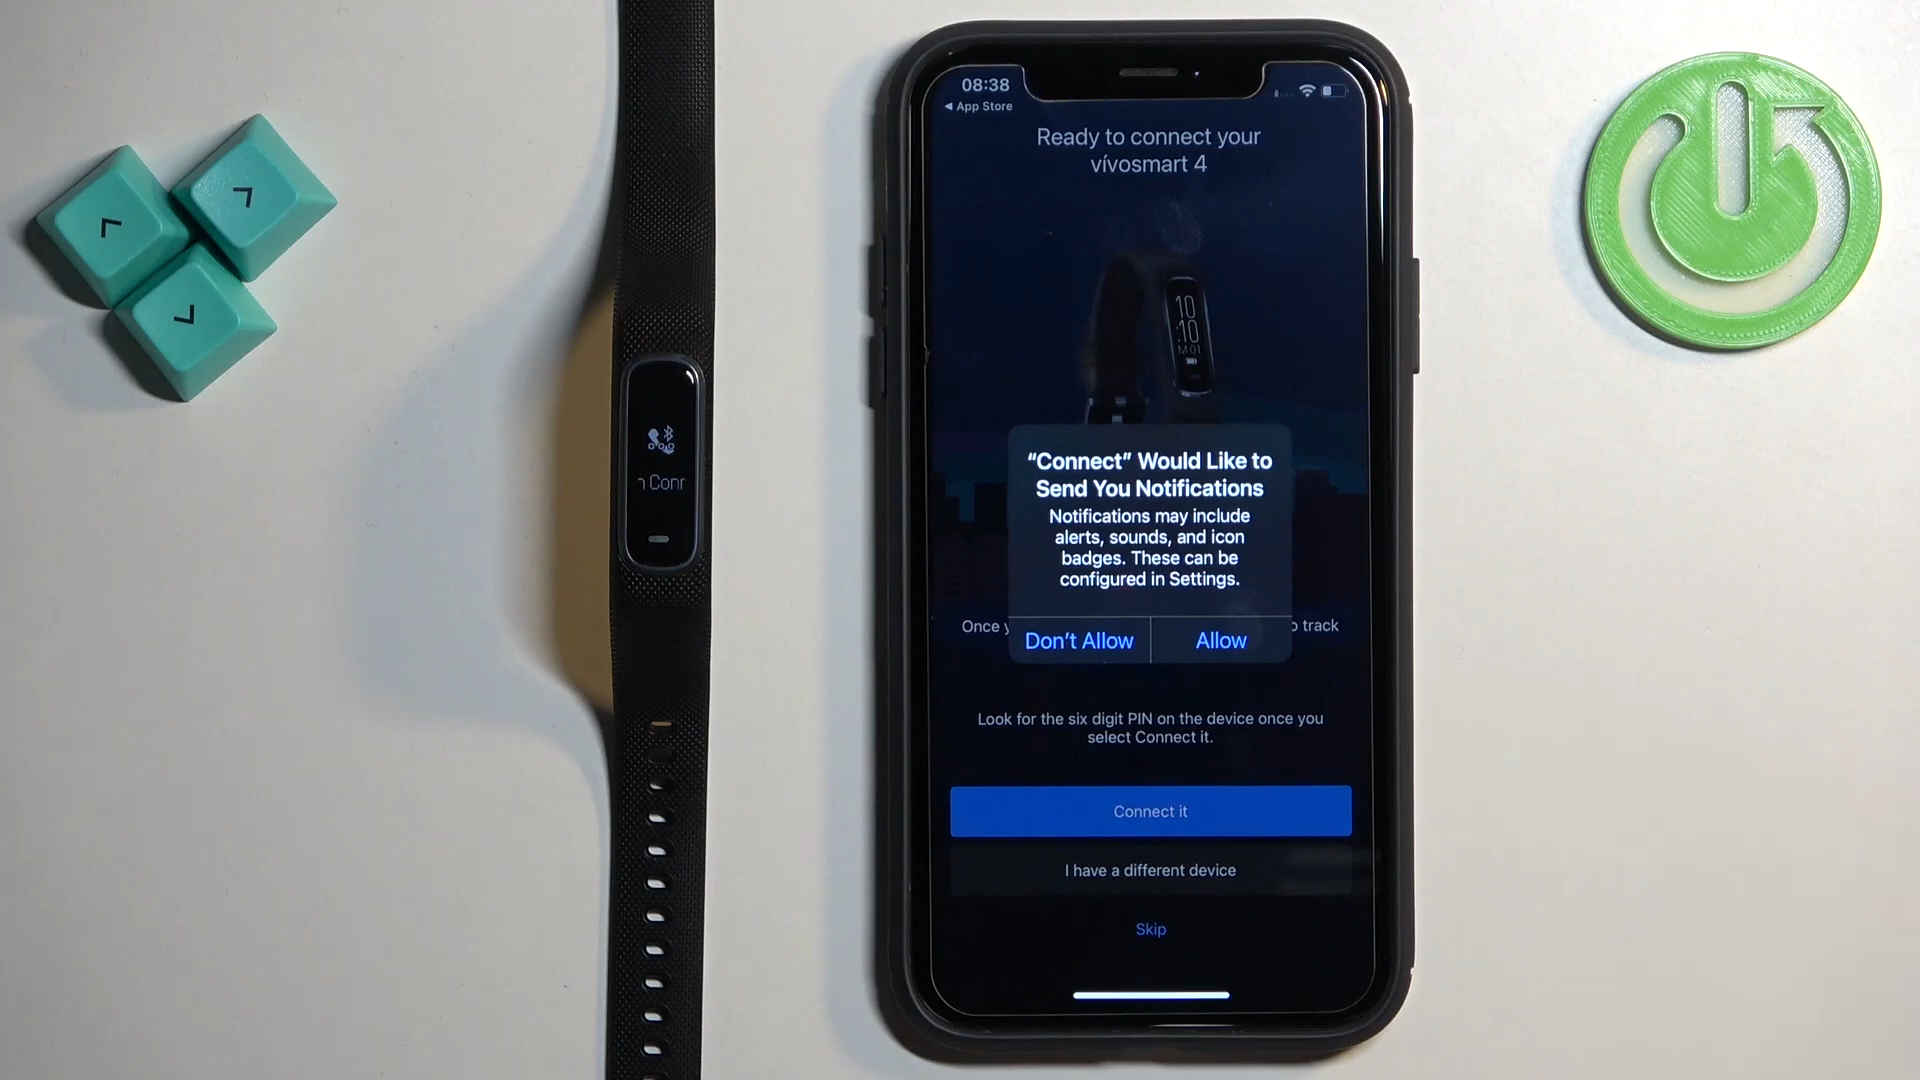 08:38
◀ App Store
Ready to connect your
vívosmart 4
10
:10
M 01
"Connect" Would Like to
Send You Notifications
Notifications may include
alerts, sounds, and icon
badges. These can be
configured in Settings.
Once
track
Don't Allow
Allow
Look for the six digit PIN on the device once you
select Connect it.
Connect it
I have a different device
Skip
Conr